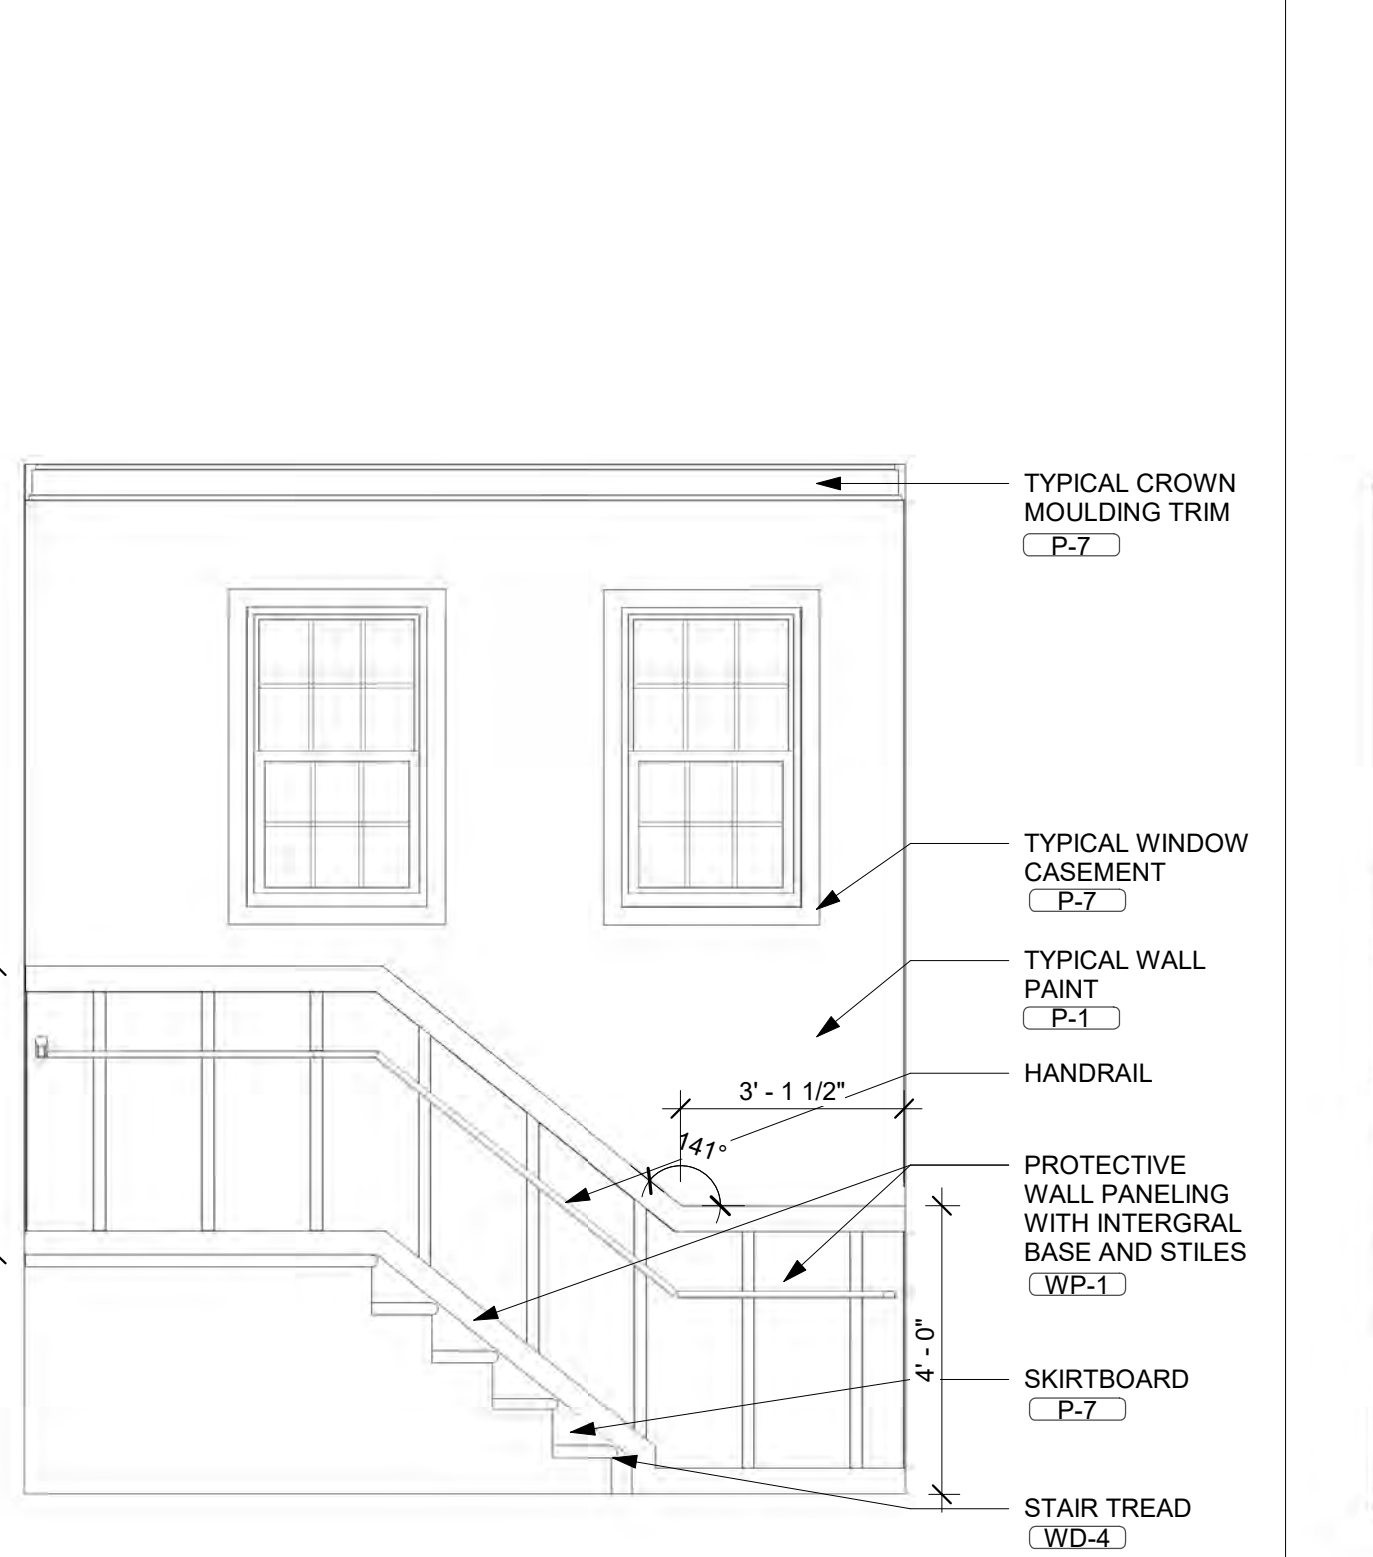 TYPICAL CROWN
MOULDING TRIM
P-7
TYPICAL WINDOW
CASEMENT
P-7
TYPICAL WALL
PAINT
P-1
HANDRAIL
3' - 1 1/2"
141°
PROTECTIVE
WALL PANELING
WITH INTERGRAL
BASE AND STILES
WP-1
4' - 0"
SKIRTBOARD
P-7
STAIR TREAD
WD-4